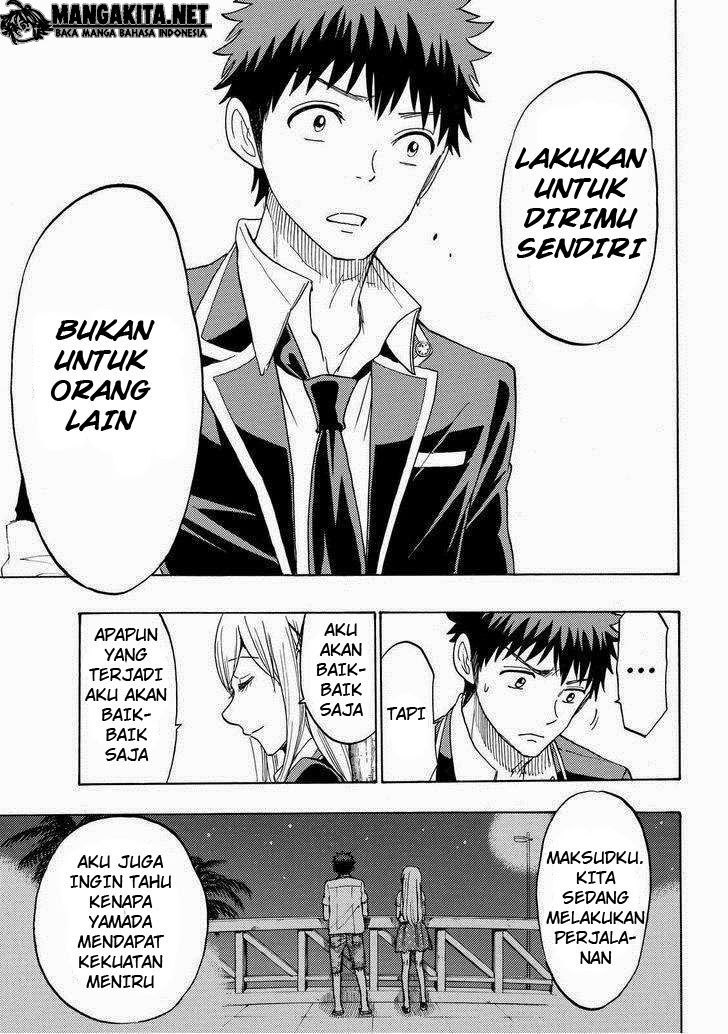 MANGAKITA.NET
BACA MANGA BAHASA INDONESIA
LAKUKAN
UNTUK
DIRIMU
SENDIRI
BUKAN
UNTUK
ORANG
LAIN
...
TAPI
AKU
AKAN
BAIK-
BAIK
SAJA
APAPUN
YANG
TERJADI
AKU AKAN
BAIK-
BAIK
SAJA
MAKSUDKU.
KITA
SEDANG
MELAKUKAN
PERJALA-
NAN
AKU JUGA
INGIN TAHU
KENAPA
YAMADA
MENDAPAT
KEKUATAN
MENIRU